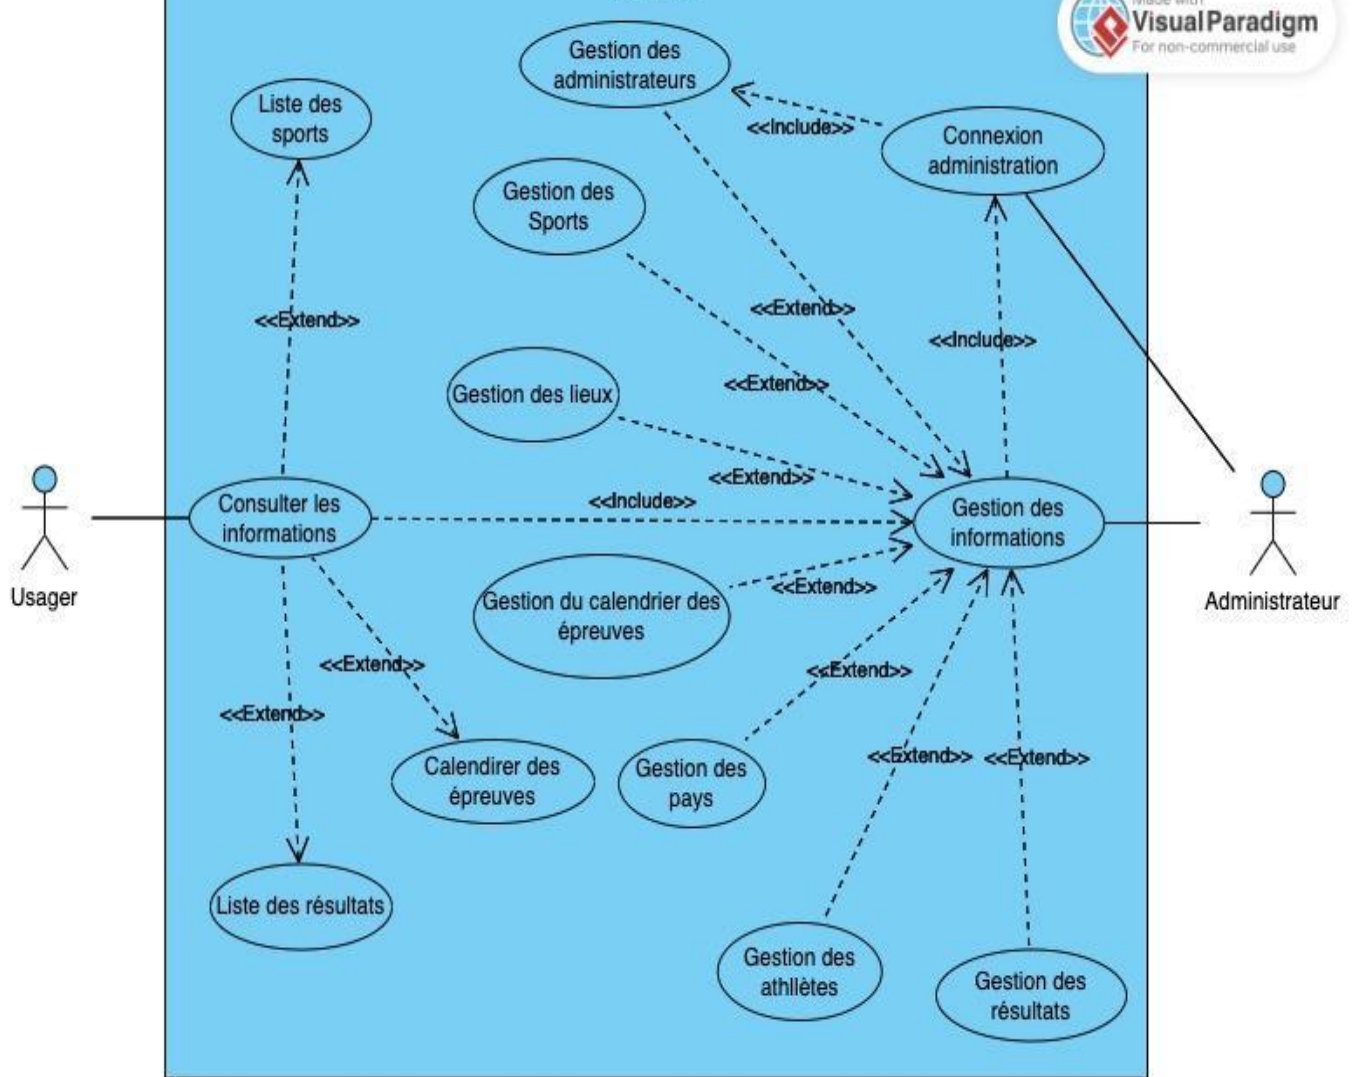 Made with
VisualParadigm
For non-commercial use
Gestion des
administrateurs
Liste des
sports
<<Include>>
Connexion
administration
Gestion des
Sports
<<Extend>>
<<Extend>>
<<Include>>
<<Extend>>
Gestion des lieux
<<Extend>>
Consulter les
informations
<<Include>>
Gestion des
informations
Usager
Administrateur
<<Extend>>
Gestion du calendrier des
épreuves
<<Extend>>
<<Extend>>
<<Extend>>
<<Extend>>
<<Extend>>
Calendirer des
épreuves
Gestion des
pays
Liste des résultats
Gestion des
athllètes
Gestion des
résultats